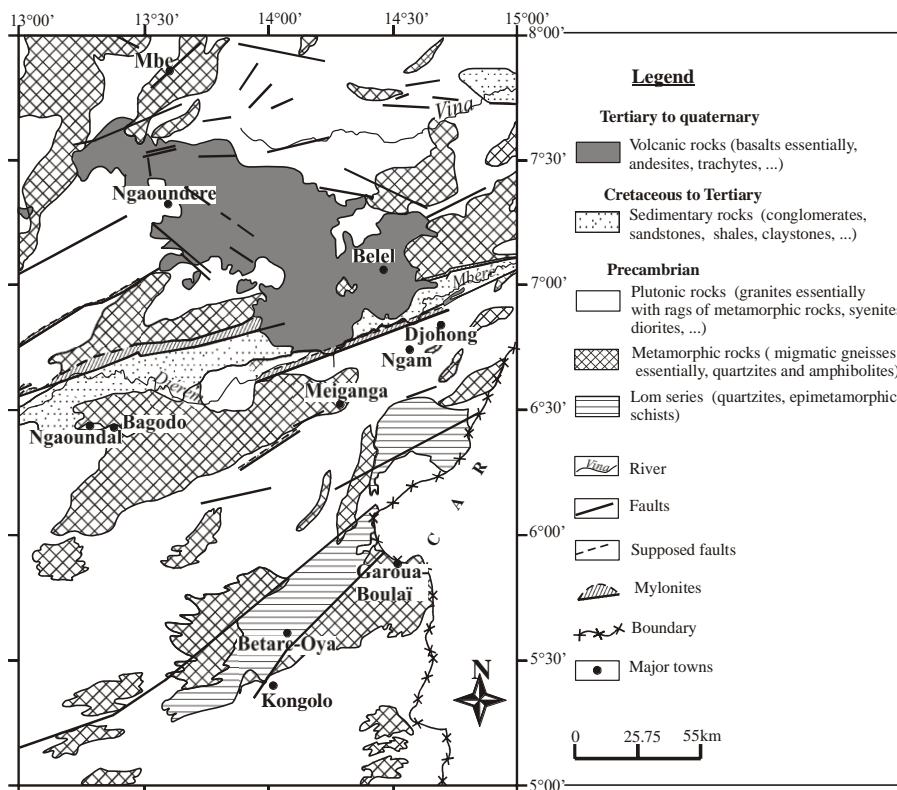 13°00'
13°30'
14°00'
14°30'
15°00'
8°00'
7°30'
7°00'
6°30'
6°00'
5°30'
5°00'
Mbe
Vina
Ngaoundere
Belel
Mbéré
Djohong
Ngam
Djerem
Meiganga
Ngaoundal
Bagodo
C A R
Garoua-
Boulaï
Betare-Oya
Kongolo
N
Legend
Tertiary to quaternary
Volcanic rocks (basalts essentially,
andesites, trachytes, ...)
Cretaceous to Tertiary
Sedimentary rocks (conglomerates,
sandstones, shales, claystones, ...)
Precambrian
Plutonic rocks (granites essentially
with rags of metamorphic rocks, syenites
diorites, ...)
Metamorphic rocks ( migmatic gneisses
essentially, quartzites and amphibolites)
Lom series (quartzites, epimetamorphic
schists)
Vina
River
Faults
Supposed faults
Mylonites
Boundary
Major towns
0 25.75 55km